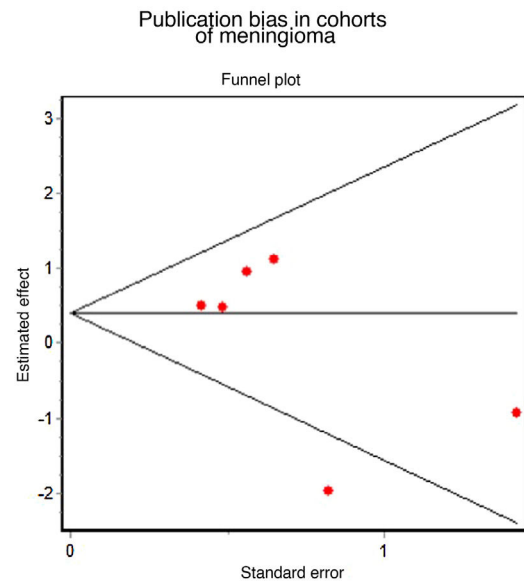 Publication bias in cohorts
of meningioma
Funnel plot
3
2
1
0
-1
-2
Estimated effect
0
1
Standard error